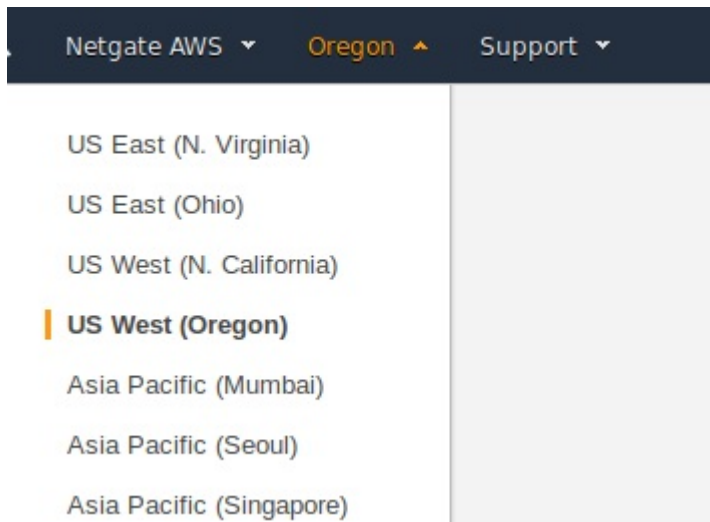 Netgate AWS Oregon Support
US East (N. Virginia)
US East (Ohio)
US West (N. California)
US West (Oregon)
Asia Pacific (Mumbai)
Asia Pacific (Seoul)
Asia Pacific (Singapore)